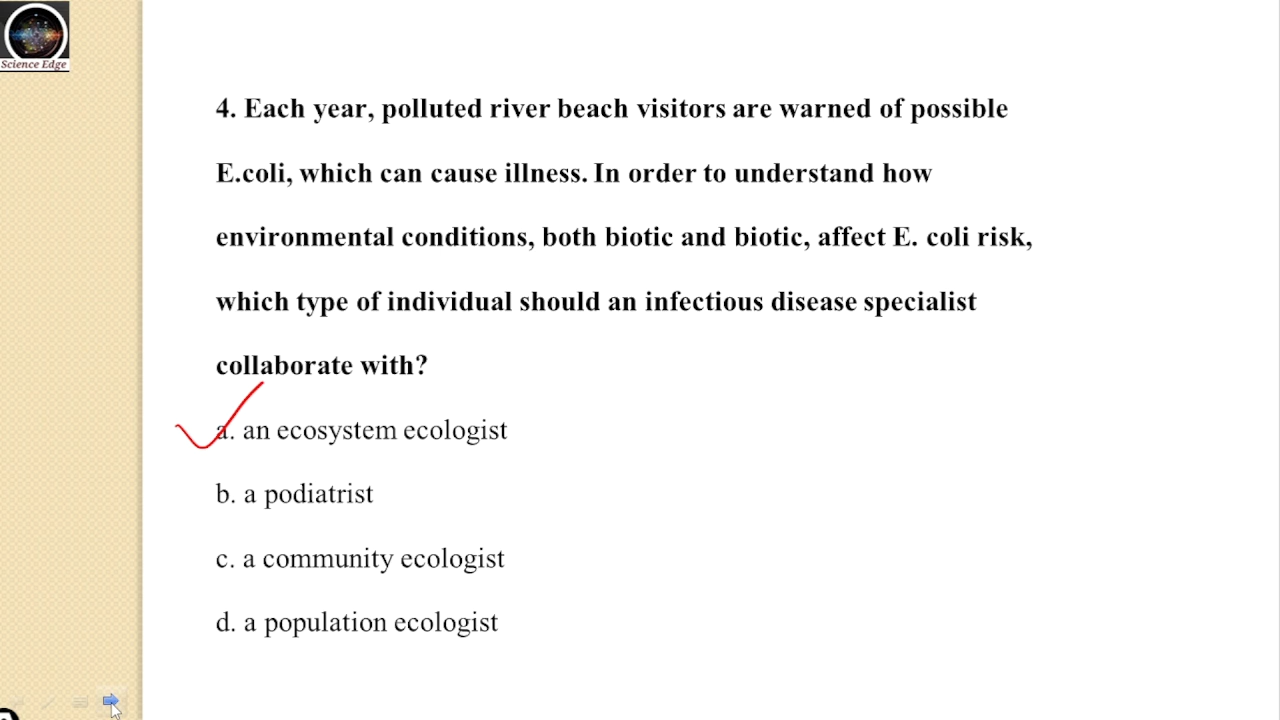 Science Edge
4. Each year, polluted river beach visitors are warned of possible
E.coli, which can cause illness. In order to understand how
environmental conditions, both biotic and biotic, affect E. coli risk,
which type of individual should an infectious disease specialist
collaborate with?
a. an ecosystem ecologist
b. a podiatrist
c. a community ecologist
d. a population ecologist